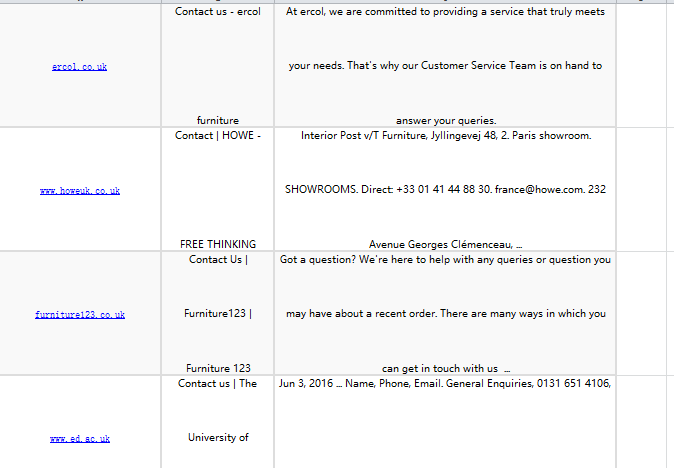 Contact us - ercol
furniture
ercol.co.uk
At ercol, we are committed to providing a service that truly meets
your needs. That's why our Customer Service Team is on hand to
answer your queries.
www.howeuk.co.uk
Contact | HOWE -
FREE THINKING
Interior Post v/T Furniture, Jyllingevej 48, 2. Paris showroom.
SHOWROOMS. Direct: +33 01 41 44 88 30. france@howe.com. 232
Avenue Georges Clémenceau, ...
furniture123.co.uk
Contact Us |
Furniture123 |
Furniture 123
Got a question? We're here to help with any queries or question you
may have about a recent order. There are many ways in which you
can get in touch with us ...
www.ed.ac.uk
Contact us | The
University of
Jun 3, 2016 ... Name, Phone, Email. General Enquiries, 0131 651 4106,